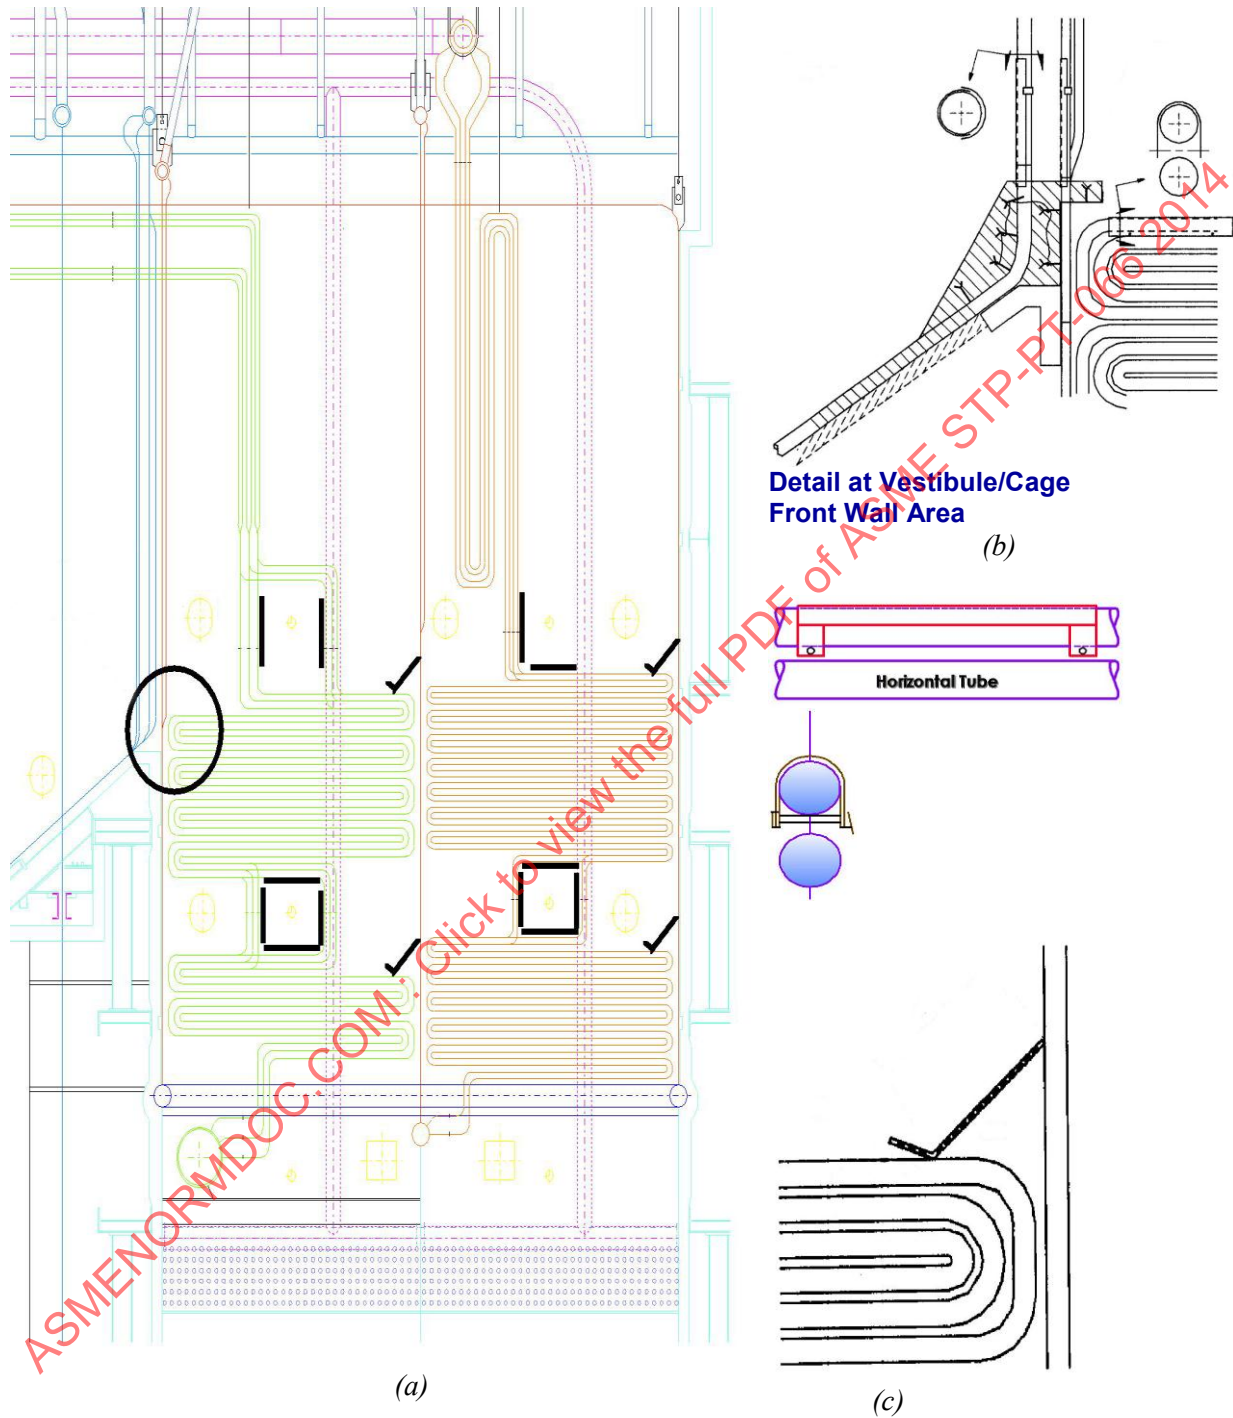 Detail at Vestibule/Cage
Front Wall Area
(b)
Horizontal Tube
(a)
(c)
ASMENORMDOC.COM : Click to view the full PDF of ASME STP-PT-066 2014